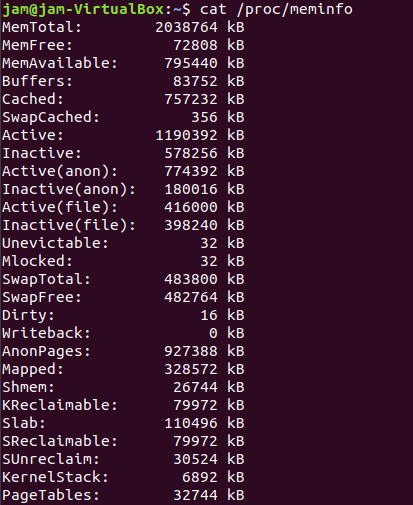 jam@jam-VirtualBox:~$ cat /proc/meminfo
MemTotal:        2038764 kB
MemFree:           72808 kB
MemAvailable:     795440 kB
Buffers:           83752 kB
Cached:           757232 kB
SwapCached:          356 kB
Active:          1190392 kB
Inactive:         578256 kB
Active(anon):     774392 kB
Inactive(anon):   180016 kB
Active(file):     416000 kB
Inactive(file):   398240 kB
Unevictable:          32 kB
Mlocked:              32 kB
SwapTotal:        483800 kB
SwapFree:         482764 kB
Dirty:                16 kB
Writeback:             0 kB
AnonPages:        927388 kB
Mapped:           328572 kB
Shmem:             26744 kB
KReclaimable:      79972 kB
Slab:             110496 kB
SReclaimable:      79972 kB
SUnreclaim:        30524 kB
KernelStack:        6892 kB
PageTables:        32744 kB